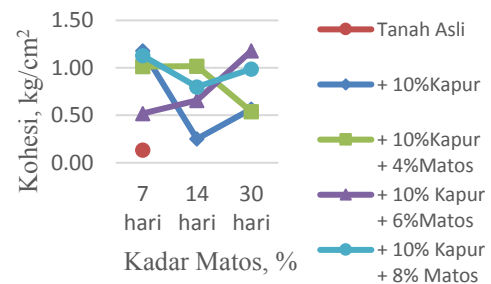 Kohesi, kg/cm²
1.50
1.00
0.50
0.00
7 14 30
hari hari hari
Kadar Matos, %
Tanah Asli
+ 10%Kapur
+ 10%Kapur
+ 4%Matos
+ 10% Kapur
+ 6%Matos
+ 10% Kapur
+ 8% Matos